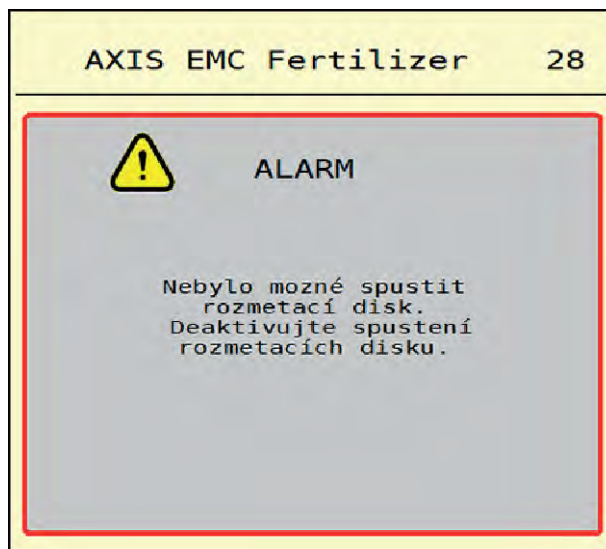 AXIS EMC Fertilizer 28
ALARM
Nebylo mozné spustit
rozmetací disk.
Deaktivujte spustení
rozmetacích disku.